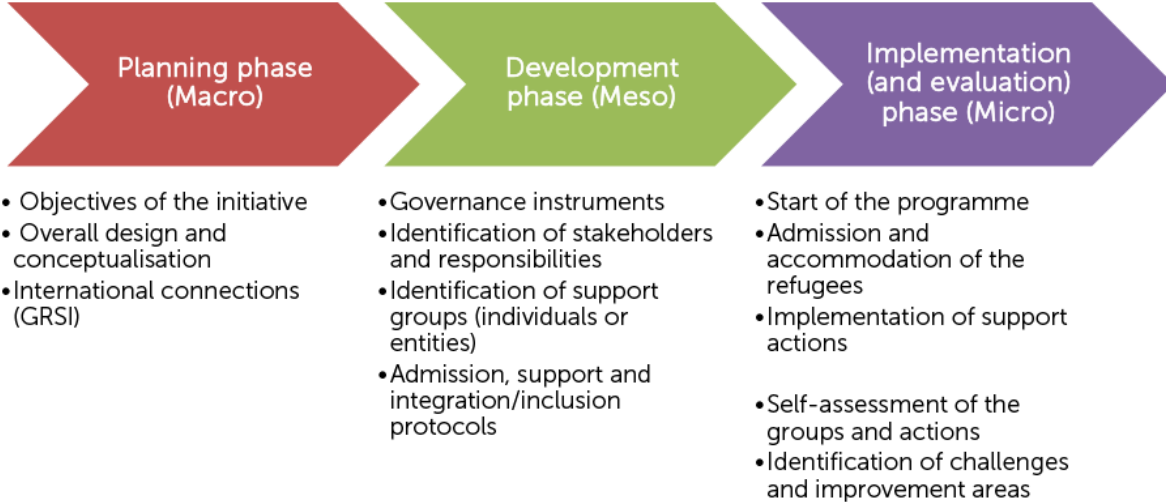 Planning phase
(Macro)
• Objectives of the initiative
• Overall design and
conceptualisation
• International connections
(GRSI)
Development
phase (Meso)
• Governance instruments
• Identification of stakeholders
and responsibilities
• Identification of support
groups (individuals or
entities)
• Admission, support and
integration/inclusion
protocols
Implementation
(and evaluation)
phase (Micro)
• Start of the programme
• Admission and
accommodation of the
refugees
• Implementation of support
actions
• Self-assessment of the
groups and actions
• Identification of challenges
and improvement areas